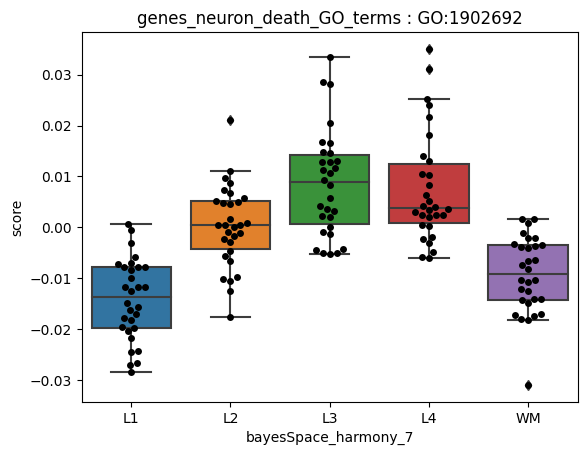 genes_neuron_death_GO_terms : GO:1902692
score
0.03
0.02
0.01
0.00
−0.01
−0.02
−0.03
L1 L2 L3 L4 WM
bayesSpace_harmony_7